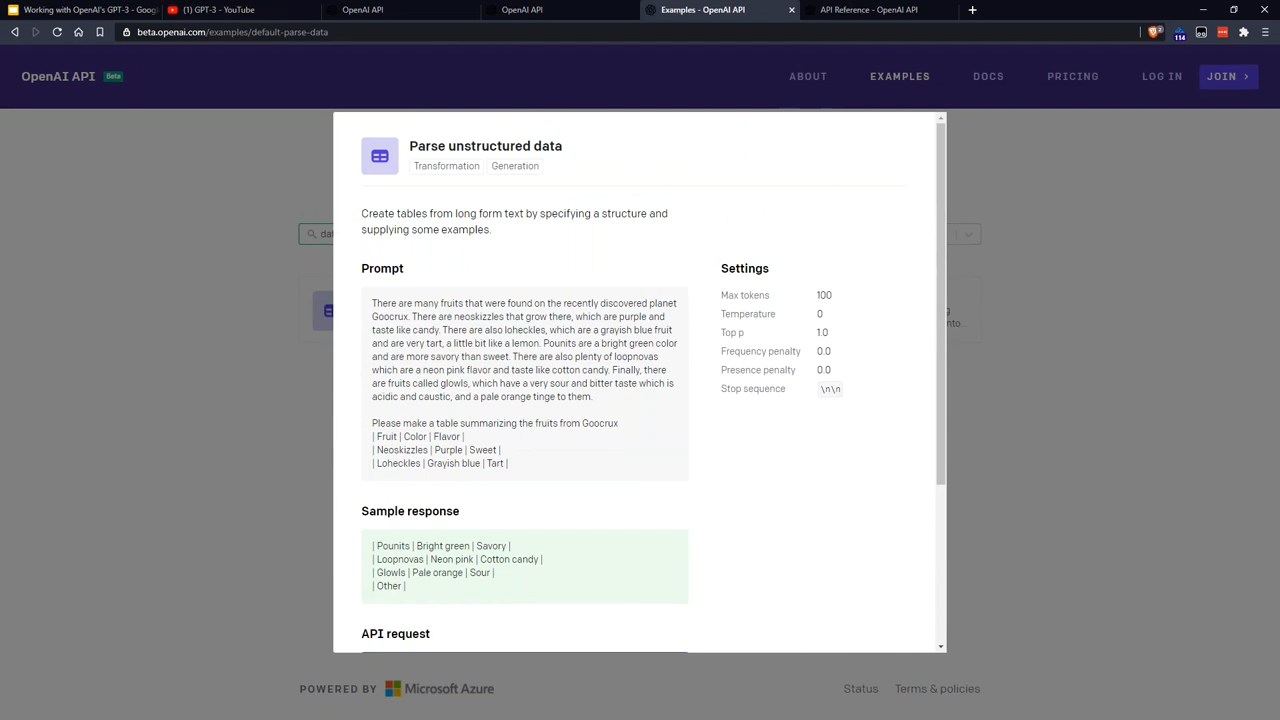 Working with OpenAI's GPT-3 - Googl
(1) GPT-3 - YouTube
OpenAI API
OpenAI API
Examples - OpenAI API
API Reference - OpenAI API
beta.openai.com/examples/default-parse-data
2
114
OpenAI API Beta
ABOUT
EXAMPLES
DOCS
PRICING
LOG IN
JOIN >
Parse unstructured data
Transformation
Generation
Create tables from long form text by specifying a structure and
supplying some examples.
Prompt
There are many fruits that were found on the recently discovered planet
Goocrux. There are neoskizzles that grow there, which are purple and
taste like candy. There are also loheckles, which are a grayish blue fruit
and are very tart, a little bit like a lemon. Pounits are a bright green color
and are more savory than sweet. There are also plenty of loopnovas
which are a neon pink flavor and taste like cotton candy. Finally, there
are fruits called glowls, which have a very sour and bitter taste which is
acidic and caustic, and a pale orange tinge to them.
Please make a table summarizing the fruits from Goocrux
| Fruit | Color | Flavor |
| Neoskizzles | Purple | Sweet |
| Loheckles | Grayish blue | Tart |
Settings
Max tokens 100
Temperature 0
Top p 1.0
Frequency penalty 0.0
Presence penalty 0.0
Stop sequence \n\n
Sample response
| Pounits | Bright green | Savory |
| Loopnovas | Neon pink | Cotton candy |
| Glowls | Pale orange | Sour |
| Other |
API request
dat
g
nto...
POWERED BY Microsoft Azure
Status
Terms & policies